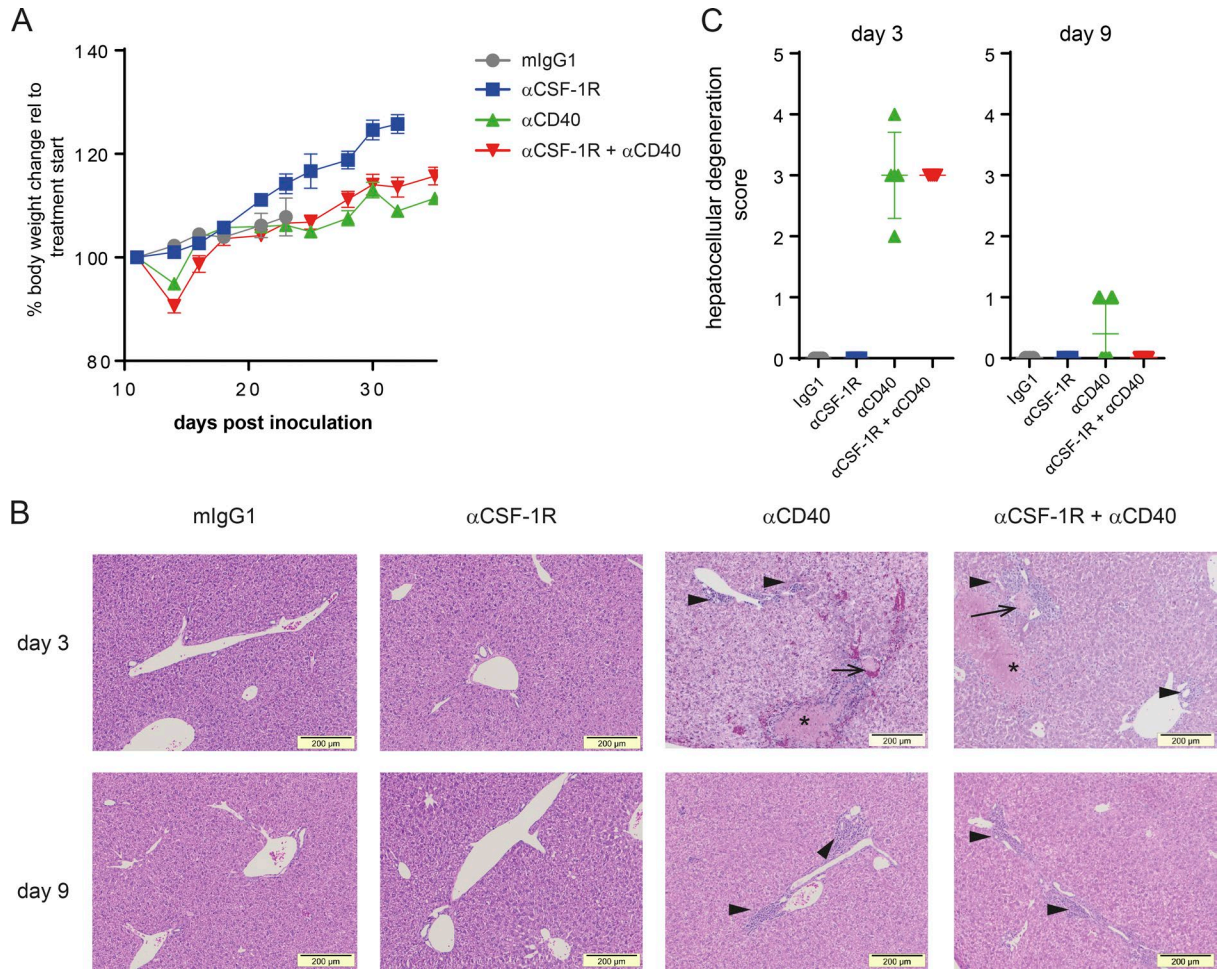 A
% body weight change rel to
treatment start
140
120
100
80
10
20
30
days post inoculation
mIgG1
αCSF-1R
αCD40
αCSF-1R + αCD40
C
hepatocellular degeneration
score
day 3
5
4
3
2
1
0
IgG1
αCSF-1R
αCD40
αCSF-1R + αCD40
day 9
5
4
3
2
1
0
IgG1
αCSF-1R
αCD40
αCSF-1R + αCD40
B
mIgG1
αCSF-1R
αCD40
αCSF-1R + αCD40
day 3
*
*
200 µm
200 µm
200 µm
200 µm
day 9
200 µm
200 µm
200 µm
200 µm